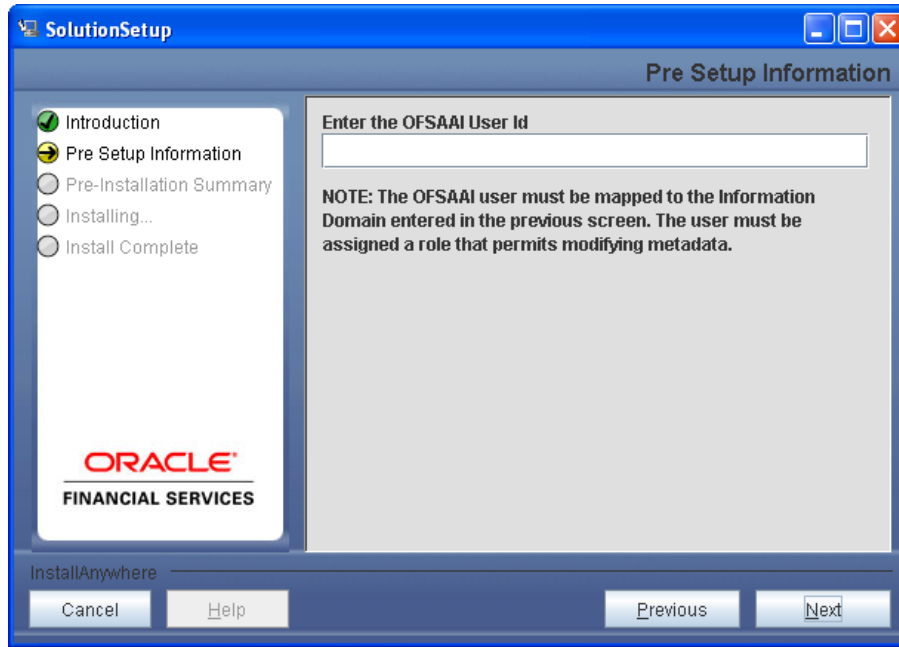 SolutionSetup
Pre Setup Information
Introduction
Pre Setup Information
Pre-Installation Summary
Installing...
Install Complete
ORACLE
FINANCIAL SERVICES
Enter the OFSAAI User Id
NOTE: The OFSAAI user must be mapped to the Information
Domain entered in the previous screen. The user must be
assigned a role that permits modifying metadata.
InstallAnywhere
Cancel
Help
Previous
Next